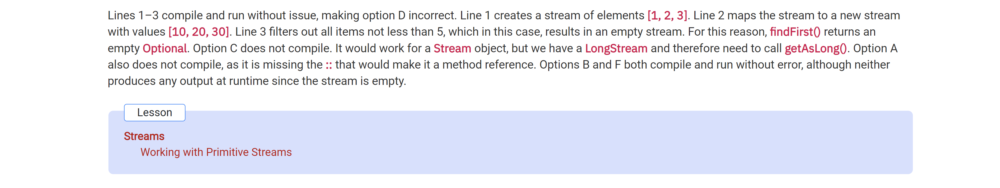 Lines 1–3 compile and run without issue, making option D incorrect. Line 1 creates a stream of elements [1, 2, 3]. Line 2 maps the stream to a new stream
with values [10, 20, 30]. Line 3 filters out all items not less than 5, which in this case, results in an empty stream. For this reason, findFirst() returns an
empty Optional. Option C does not compile. It would work for a Stream object, but we have a LongStream and therefore need to call getAsLong(). Option A
also does not compile, as it is missing the :: that would make it a method reference. Options B and F both compile and run without error, although neither
produces any output at runtime since the stream is empty.
Lesson
Streams
Working with Primitive Streams